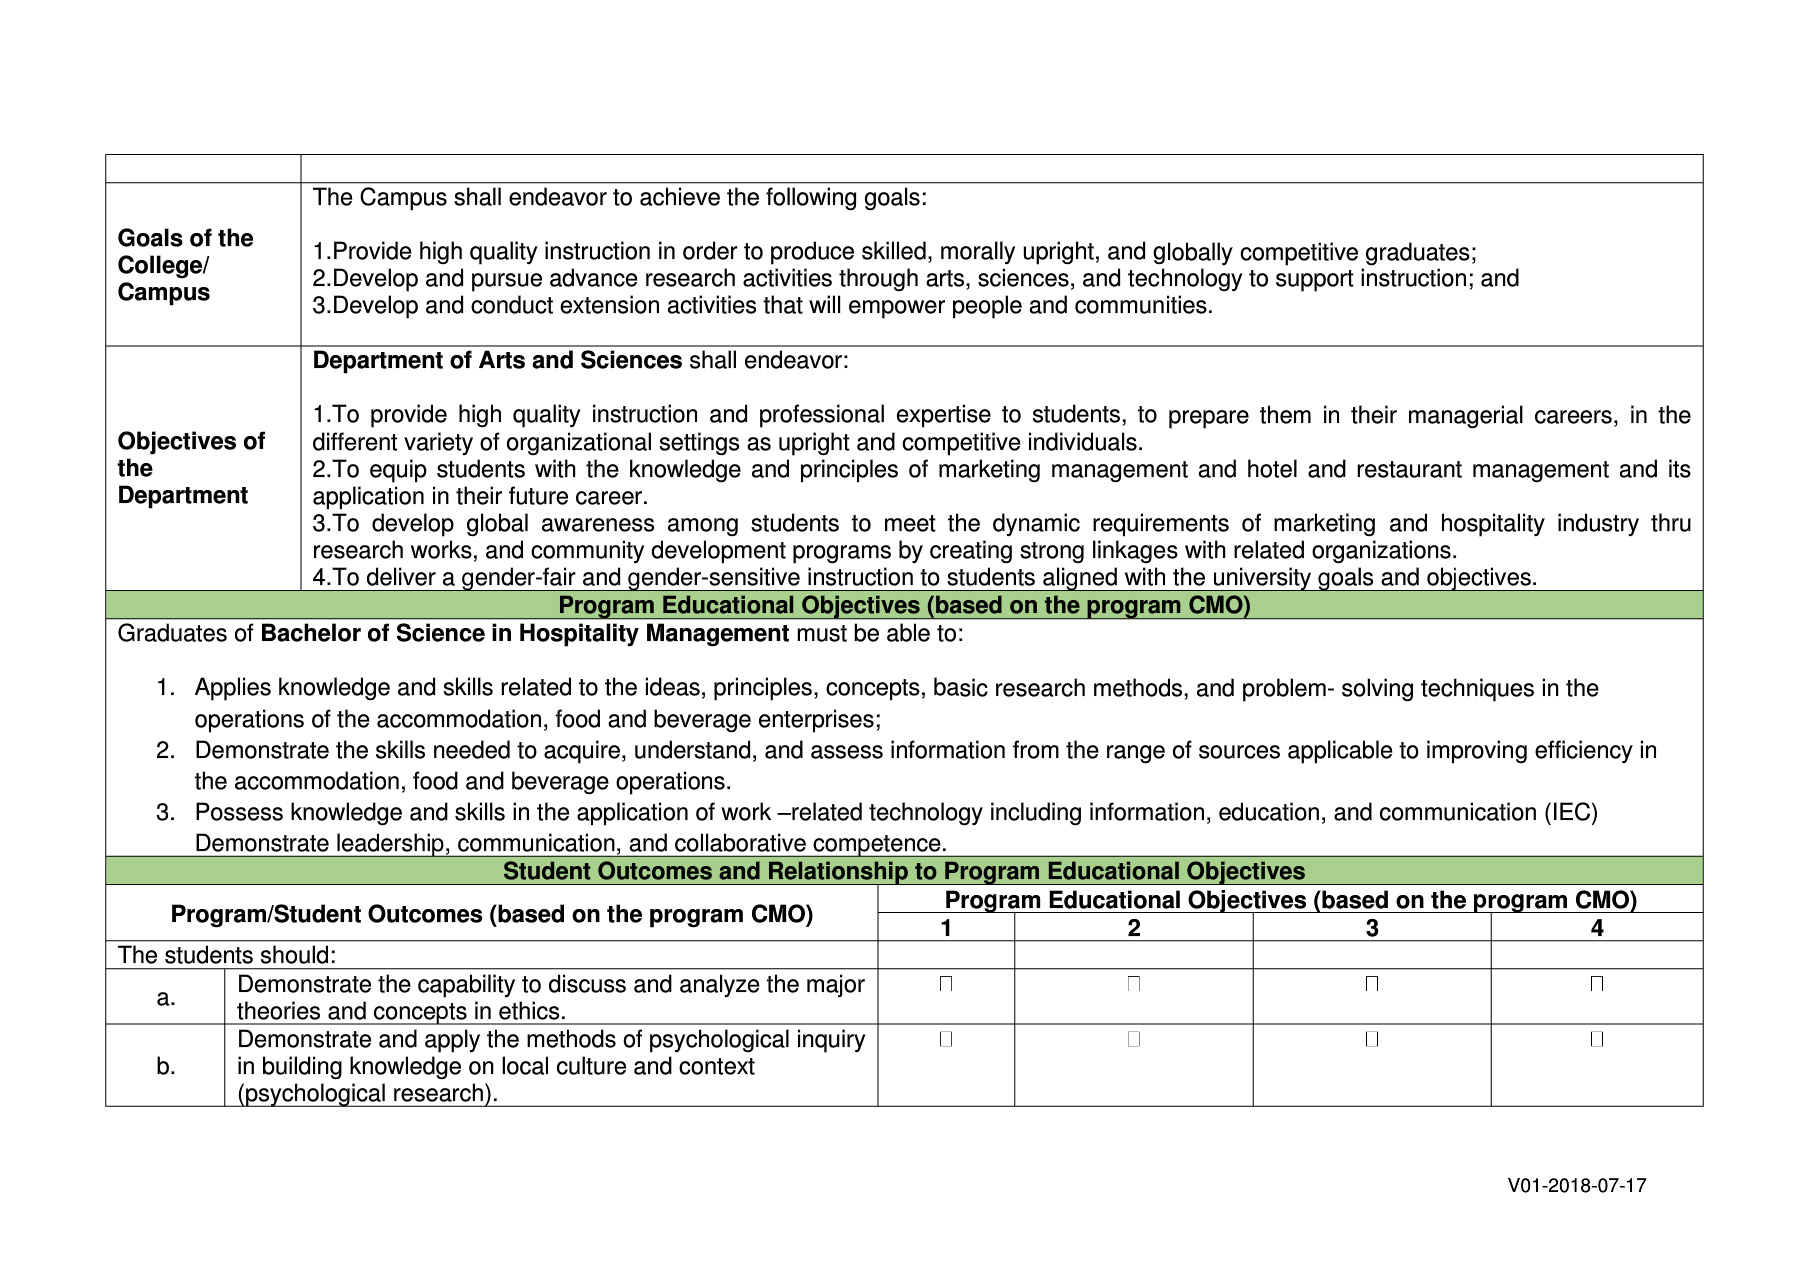 The Campus shall endeavor to achieve the following goals:
Goals of the
College/
Campus
1.Provide high quality instruction in order to produce skilled, morally upright, and globally competitive graduates;
2.Develop and pursue advance research activities through arts, sciences, and technology to support instruction; and
3.Develop and conduct extension activities that will empower people and communities.
Objectives of
the
Department
Department of Arts and Sciences shall endeavor:
1.To provide high quality instruction and professional expertise to students, to prepare them in their managerial careers, in the
different variety of organizational settings as upright and competitive individuals.
2.To equip students with the knowledge and principles of marketing management and hotel and restaurant management and its
application in their future career.
3.To develop global awareness among students to meet the dynamic requirements of marketing and hospitality industry thru
research works, and community development programs by creating strong linkages with related organizations.
4.To deliver a gender-fair and gender-sensitive instruction to students aligned with the university goals and objectives.
Program Educational Objectives (based on the program CMO)
Graduates of Bachelor of Science in Hospitality Management must be able to:
1. Applies knowledge and skills related to the ideas, principles, concepts, basic research methods, and problem- solving techniques in the
operations of the accommodation, food and beverage enterprises;
2. Demonstrate the skills needed to acquire, understand, and assess information from the range of sources applicable to improving efficiency in
the accommodation, food and beverage operations.
3. Possess knowledge and skills in the application of work –related technology including information, education, and communication (IEC)
Demonstrate leadership, communication, and collaborative competence.
Student Outcomes and Relationship to Program Educational Objectives
Program/Student Outcomes (based on the program CMO)
Program Educational Objectives (based on the program CMO)
1 2 3 4
The students should:
a. Demonstrate the capability to discuss and analyze the major
theories and concepts in ethics.
b. Demonstrate and apply the methods of psychological inquiry
in building knowledge on local culture and context
(psychological research).
V01-2018-07-17